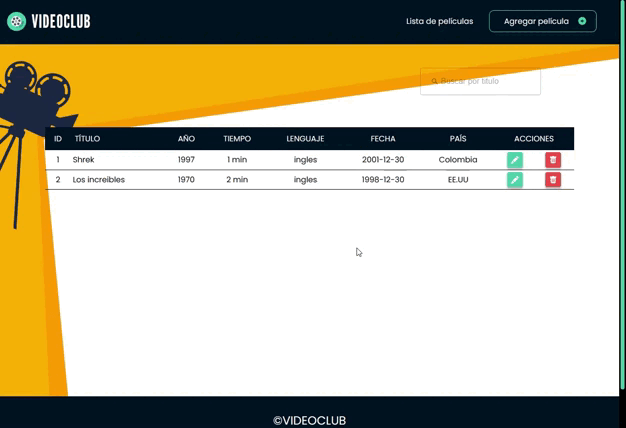 VIDEOCLUB
Lista de películas
Agregar película
Buscar por título
ID TÍTULO AÑO TIEMPO LENGUAJE FECHA PAÍS ACCIONES
1 Shrek 1997 1 min ingles 2001-12-30 Colombia
2 Los increibles 1970 2 min ingles 1998-12-30 EE.UU
©VIDEOCLUB